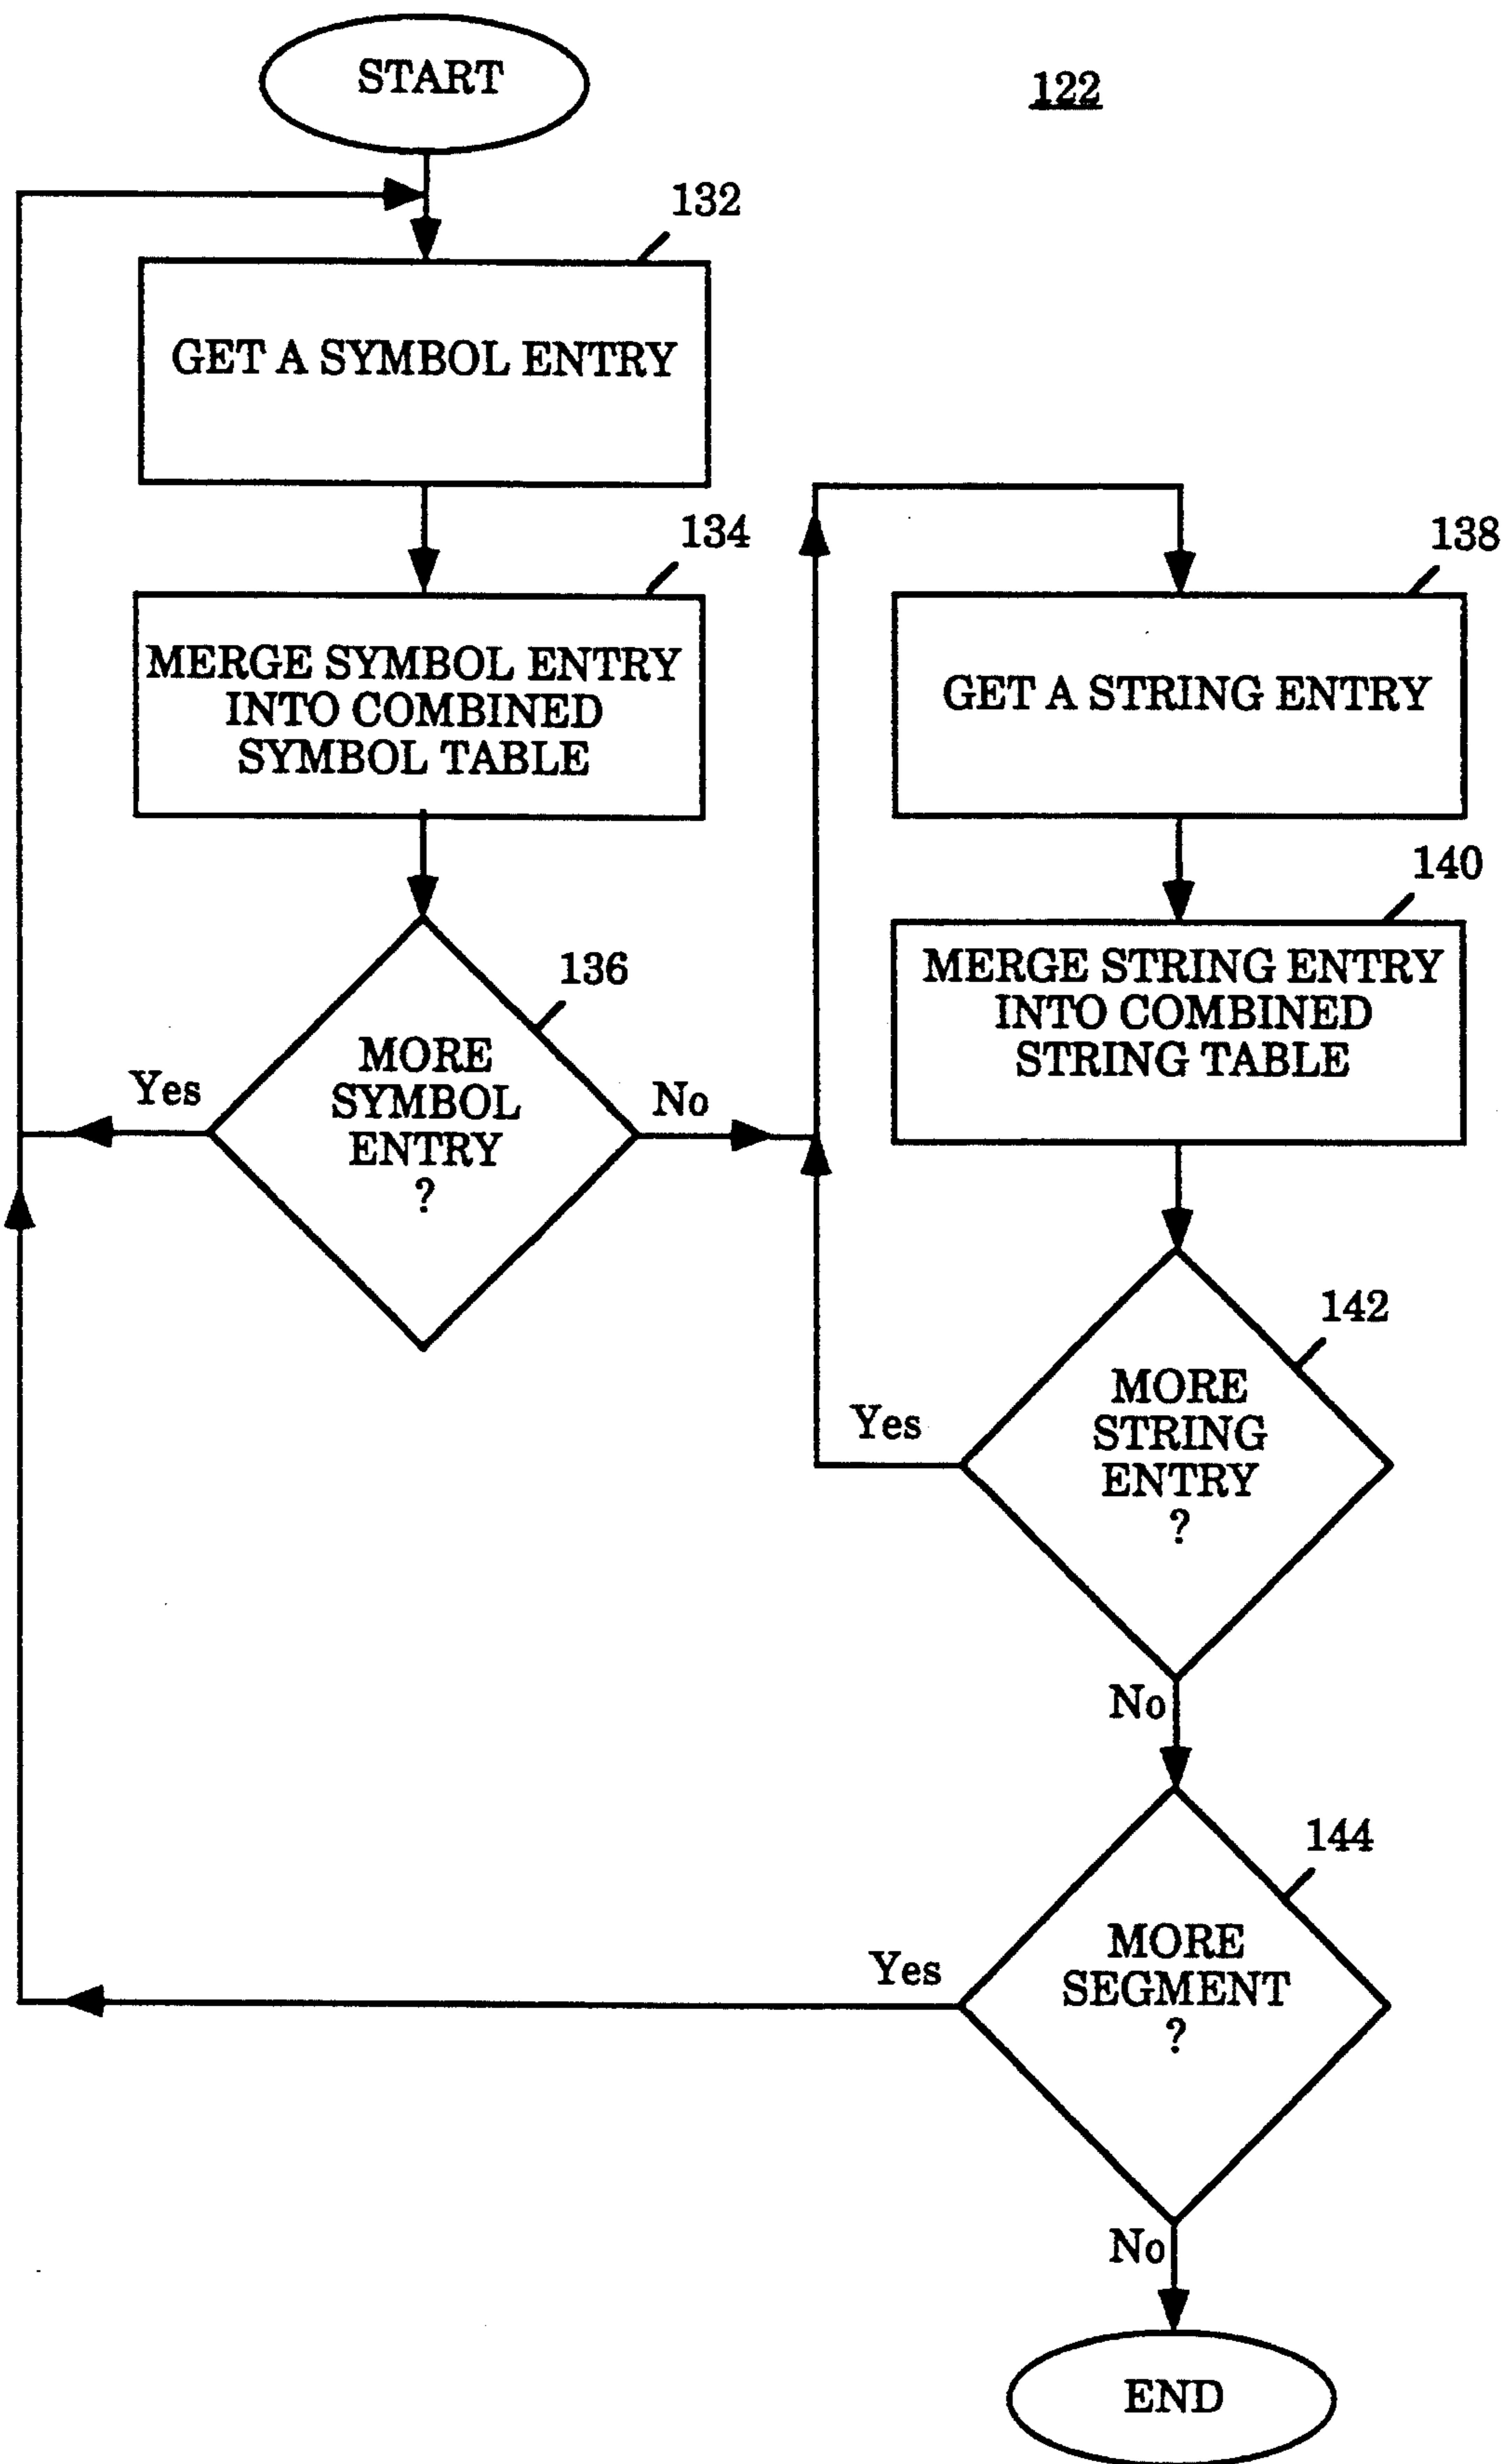 START
122
132
GET A SYMBOL ENTRY
134
MERGE SYMBOL ENTRY
INTO COMBINED
SYMBOL TABLE
136
MORE
SYMBOL
ENTRY
?
Yes
No
138
GET A STRING ENTRY
140
MERGE STRING ENTRY
INTO COMBINED
STRING TABLE
142
MORE
STRING
ENTRY
?
Yes
No
144
MORE
SEGMENT
?
Yes
No
END